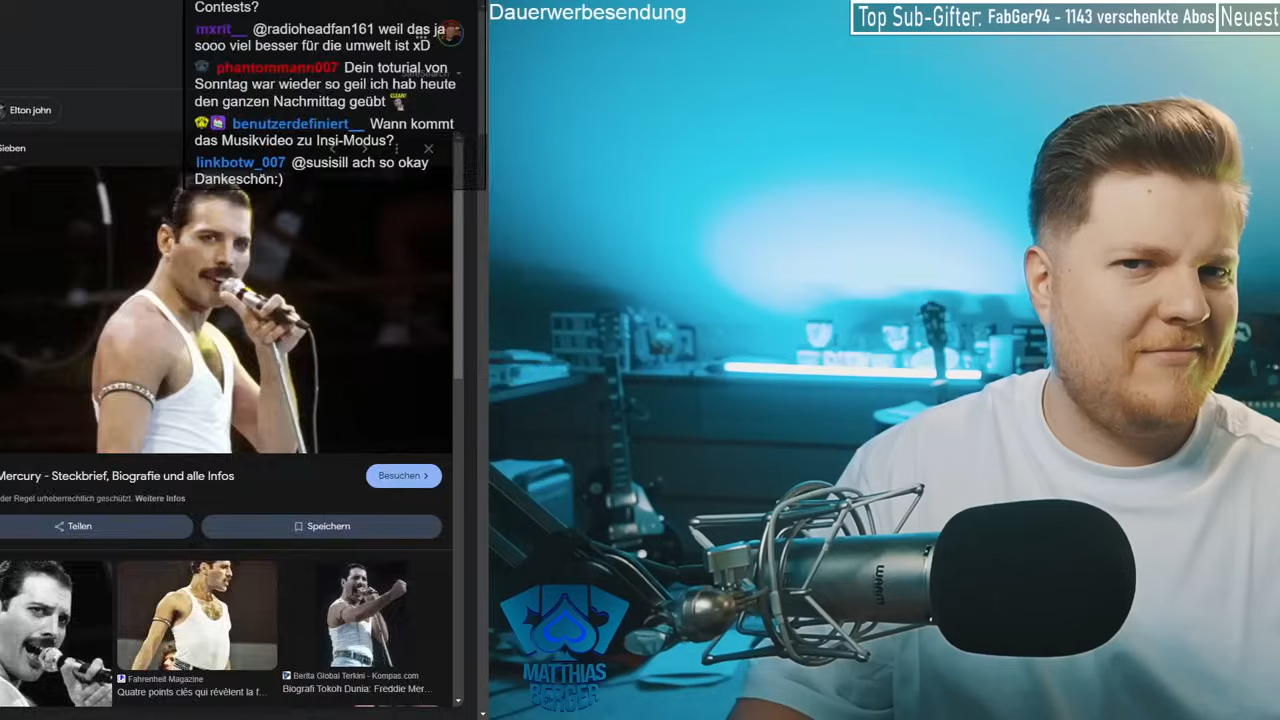 Contests?
mxrit__ @radioheadfan161 weil das ja
sooo viel besser für die umwelt ist xD
phantommann007 Dein toturial von
Sonntag war wieder so geil ich hab heute
den ganzen Nachmittag geübt
benutzerdefiniert__ Wann kommt
das Musikvideo zu Insi-Modus?
linkbotw_007 @susisill ach so okay
Dankeschön:)
Elton john
Sieben
Mercury - Steckbrief, Biografie und alle Infos
Besuchen >
der Regel urheberrechtlich geschützt. Weitere Infos
Teilen
Speichern
Fahrenheit Magazine
Quatre points clés qui révèlent la f...
Berita Global Terkini - Kompas.com
Biografi Tokoh Dunia: Freddie Mer...
Dauerwerbesendung
Top Sub-Gifter: FabGer94 - 1143 verschenkte Abos
Neuest
WARM
MATTHIAS
BERGER